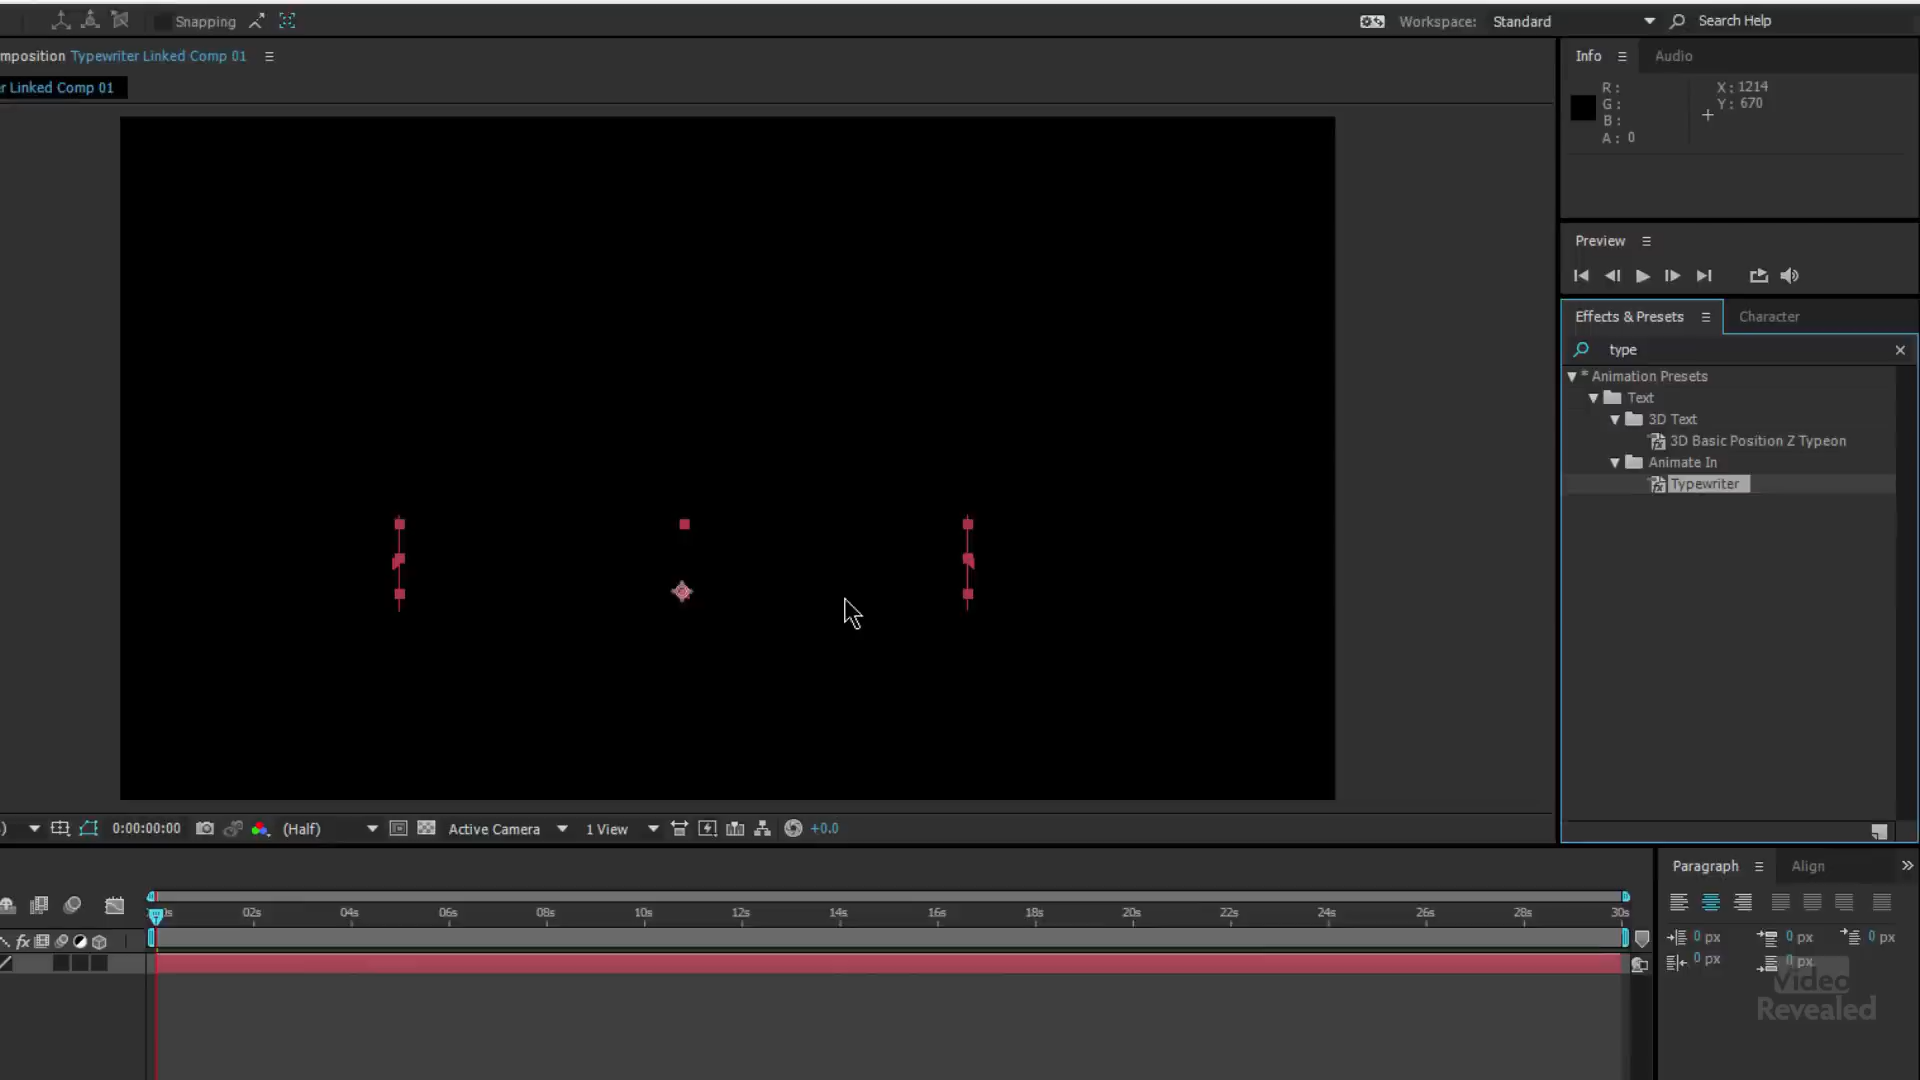 Snapping
Workspace: Standard
Search Help
mposition Typewriter Linked Comp 01
r Linked Comp 01
Info
Audio
R :
G :
B :
A : 0
X : 1214
Y : 670
Preview
Effects & Presets
Character
type
* Animation Presets
Text
3D Text
3D Basic Position Z Typeon
Animate In
Typewriter
0:00:00:00
(Half)
Active Camera
1 View
+0.0
02s
04s
06s
08s
10s
12s
14s
16s
18s
20s
22s
24s
26s
28s
30s
fx
Paragraph
Align
0 px
0 px
0 px
0 px
0 px
Video
Revealed